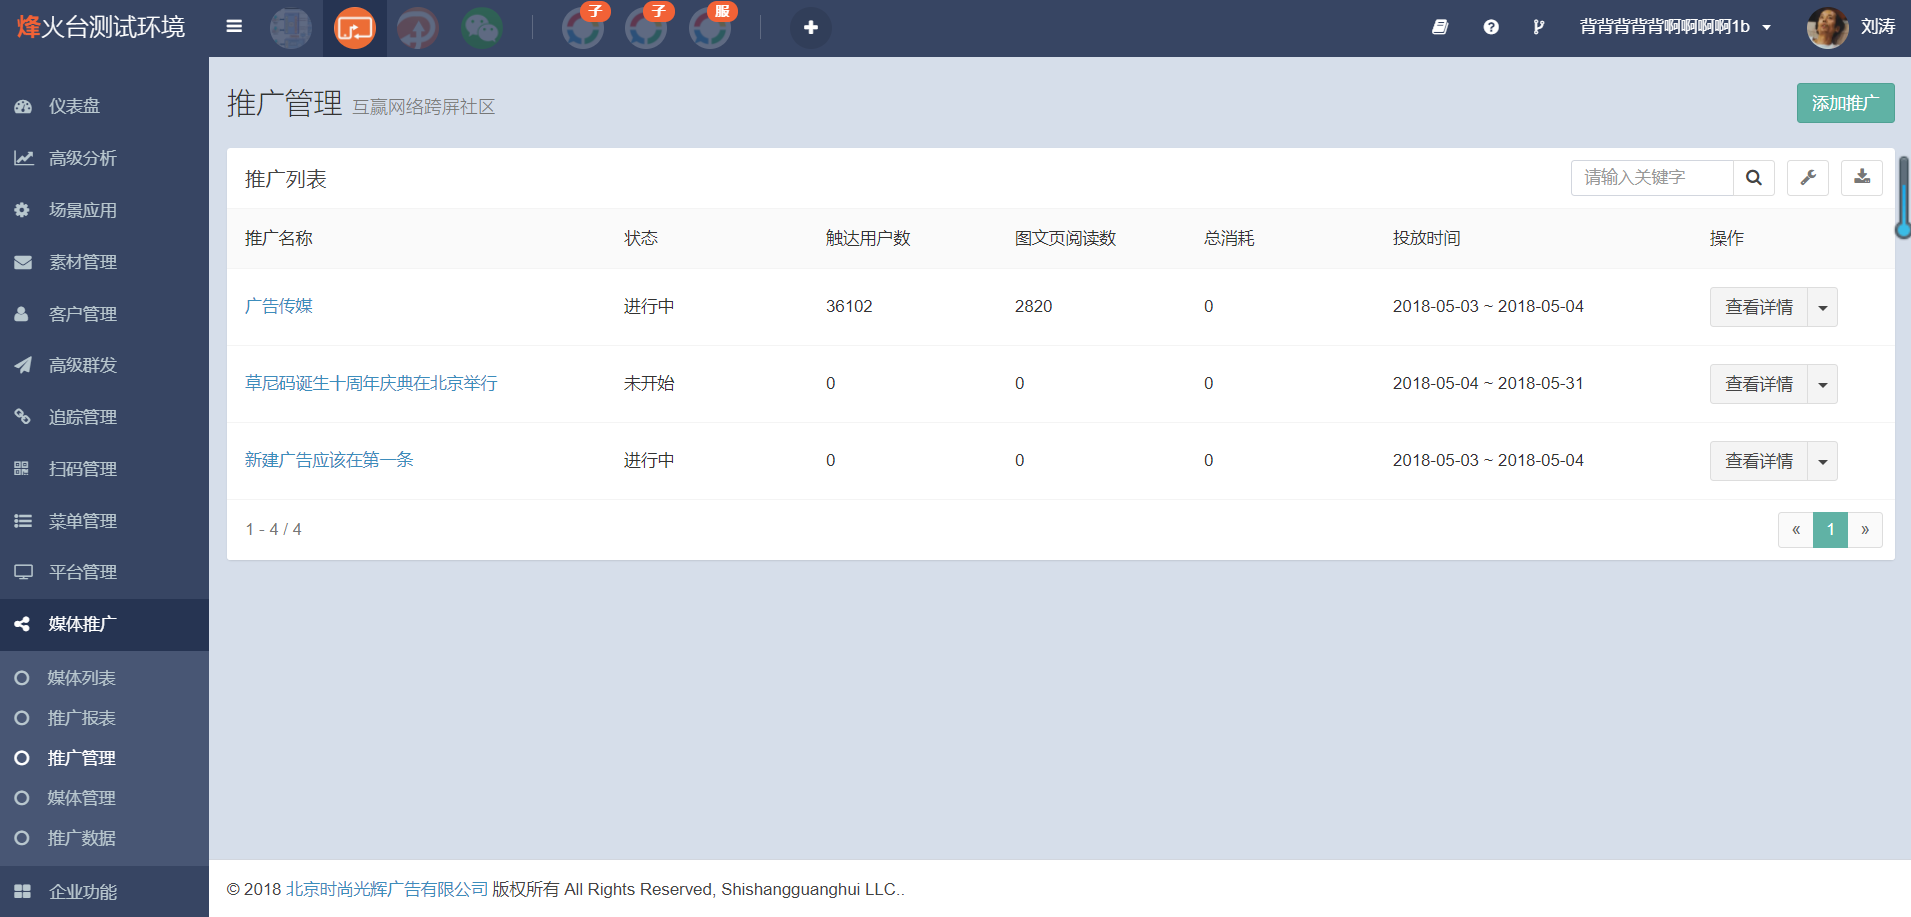 烽火台测试环境
子
子
服
背背背背背啊啊啊啊1b
刘涛
仪表盘
高级分析
场景应用
素材管理
客户管理
高级群发
追踪管理
扫码管理
菜单管理
平台管理
媒体推广
媒体列表
推广报表
推广管理
媒体管理
推广数据
企业功能
推广管理 互赢网络跨屏社区
添加推广
推广列表
请输入关键字
推广名称 状态 触达用户数 图文页阅读数 总消耗 投放时间 操作
广告传媒 进行中 36102 2820 0 2018-05-03 ~ 2018-05-04 查看详情
草尼码诞生十周年庆典在北京举行 未开始 0 0 0 2018-05-04 ~ 2018-05-31 查看详情
新建广告应该在第一条 进行中 0 0 0 2018-05-03 ~ 2018-05-04 查看详情
1 - 4 / 4
« 1 »
© 2018 北京时尚光辉广告有限公司 版权所有 All Rights Reserved, Shishangguanghui LLC..